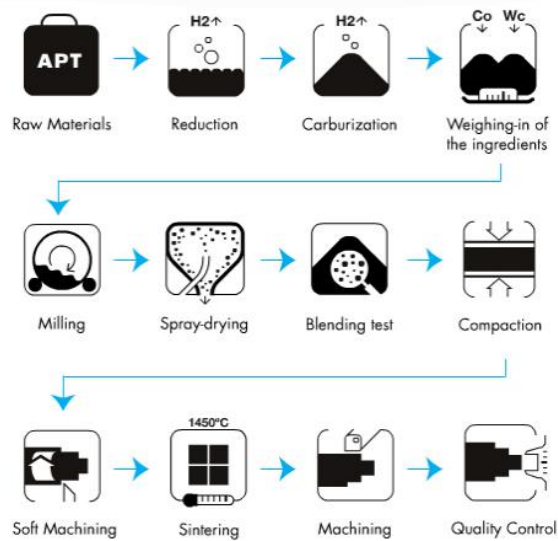 H2↑ H2↑ Co Wc
APT
Raw Materials Reduction Carburization Weighing-in of
the ingredients
Milling Spray-drying Blending test Compaction
1450ºC
Soft Machining Sintering Machining Quality Control